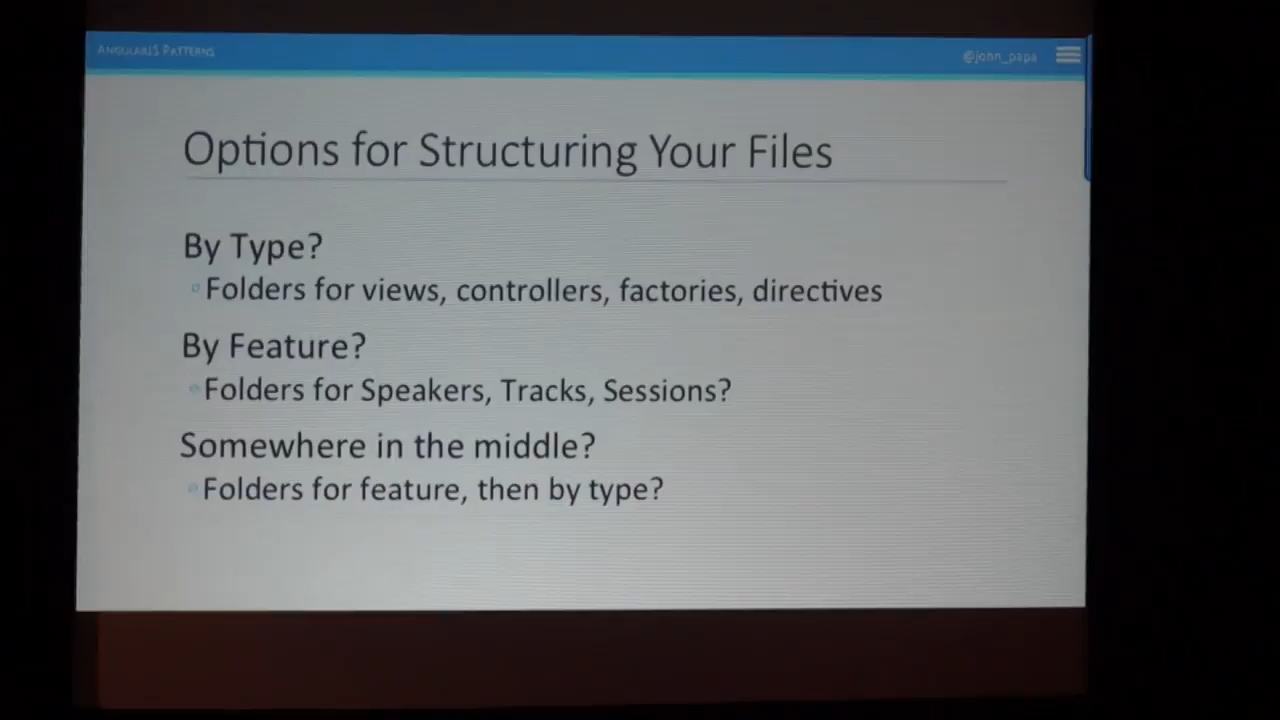 ANGULARJS PATTERNS
@john_papa
Options for Structuring Your Files
By Type?
Folders for views, controllers, factories, directives
By Feature?
Folders for Speakers, Tracks, Sessions?
Somewhere in the middle?
Folders for feature, then by type?